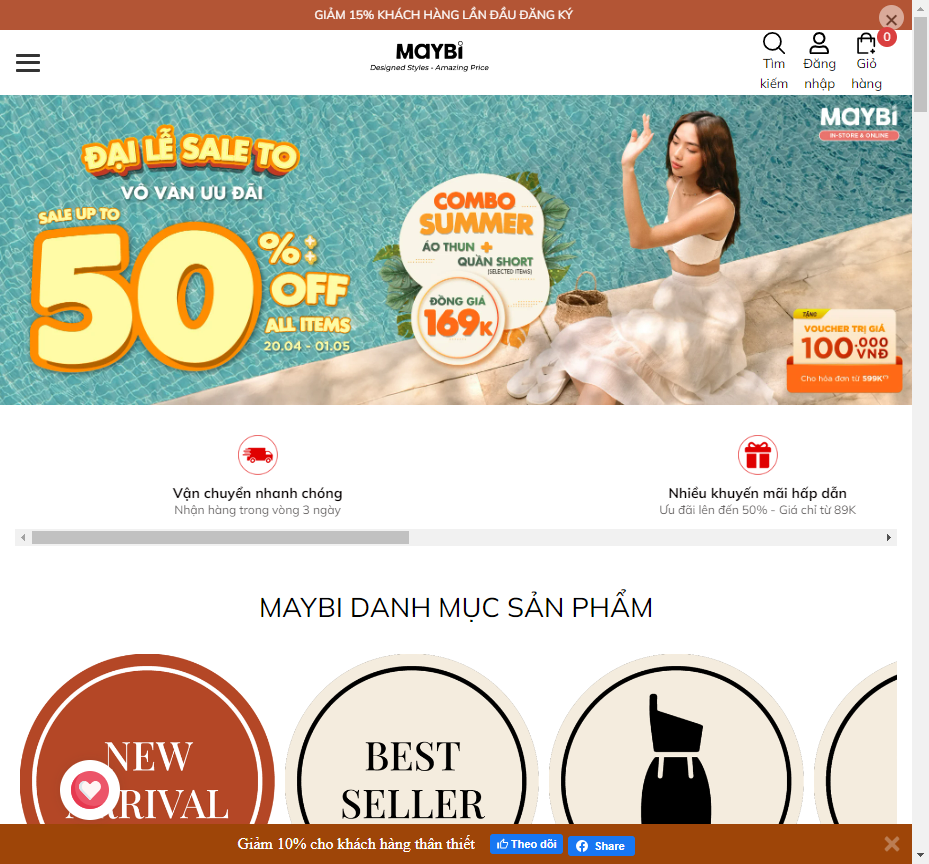 GIẢM 15% KHÁCH HÀNG LẦN ĐẦU ĐĂNG KÝ
MAYBI
Designed Styles - Amazing Price
Tìm kiếm
Đăng nhập
0
Giỏ hàng
MAYBI
IN-STORE & ONLINE
ĐẠI LỄ SALE TO
VÔ VÀN ƯU ĐÃI
SALE UP TO
50%++
OFF
ALL ITEMS
20.04 - 01.05
COMBO
SUMMER
ÁO THUN +
QUẦN SHORT
(SELECTED ITEMS)
ĐỒNG GIÁ
169K
TẶNG
VOUCHER TRỊ GIÁ
100.000 VNĐ
Cho hóa đơn từ 599K
Vận chuyển nhanh chóng
Nhận hàng trong vòng 3 ngày
Nhiều khuyến mãi hấp dẫn
Ưu đãi lên đến 50% - Giá chỉ từ 89K
MAYBI DANH MỤC SẢN PHẨM
NEW
ARRIVAL
BEST
SELLER
Giảm 10% cho khách hàng thân thiết
Theo dõi
Share